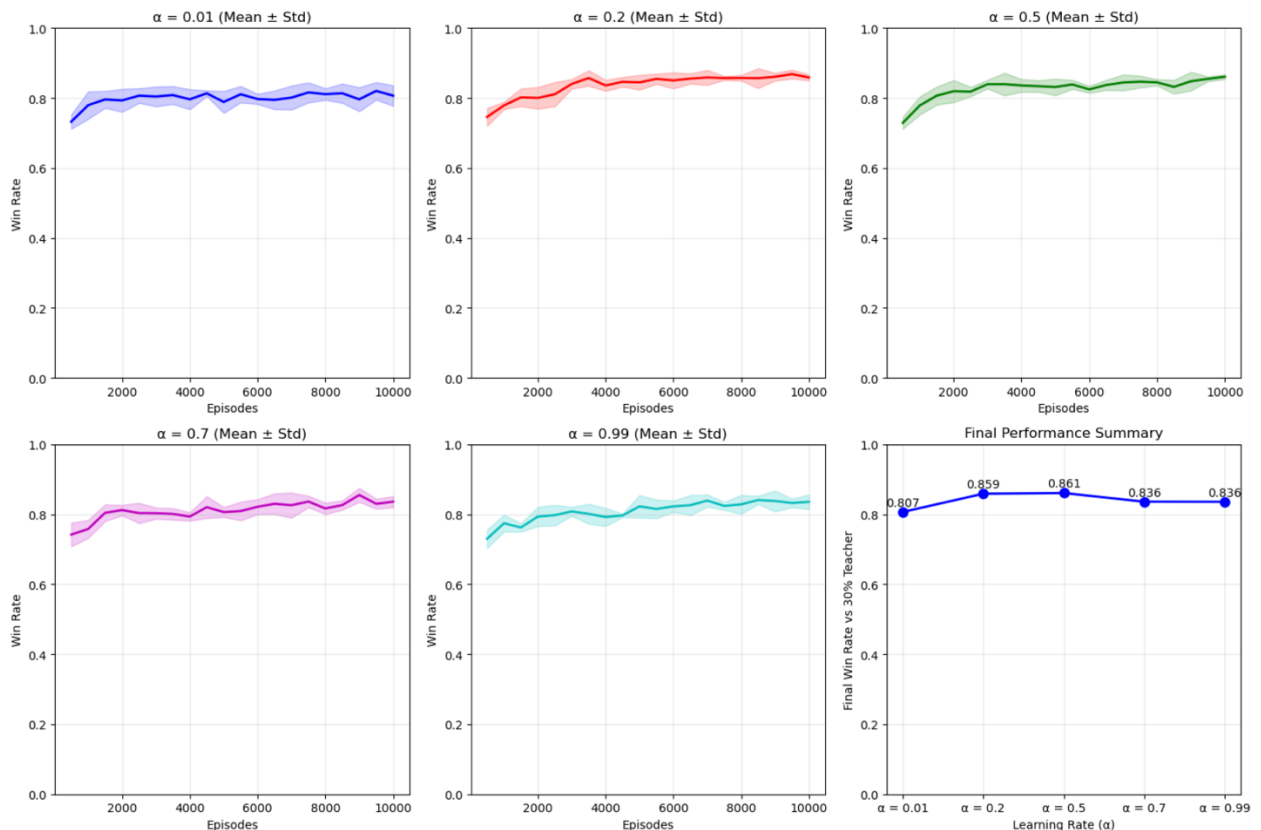 α = 0.01 (Mean ± Std)
1.0
0.8
0.6
0.4
0.2
0.0
Win Rate
2000 4000 6000 8000 10000
Episodes
α = 0.2 (Mean ± Std)
1.0
0.8
0.6
0.4
0.2
0.0
Win Rate
2000 4000 6000 8000 10000
Episodes
α = 0.5 (Mean ± Std)
1.0
0.8
0.6
0.4
0.2
0.0
Win Rate
2000 4000 6000 8000 10000
Episodes
α = 0.7 (Mean ± Std)
1.0
0.8
0.6
0.4
0.2
0.0
Win Rate
2000 4000 6000 8000 10000
Episodes
α = 0.99 (Mean ± Std)
1.0
0.8
0.6
0.4
0.2
0.0
Win Rate
2000 4000 6000 8000 10000
Episodes
Final Performance Summary
1.0
0.8
0.6
0.4
0.2
0.0
Final Win Rate vs 30% Teacher
0.807 0.859 0.861 0.836 0.836
α = 0.01 α = 0.2 α = 0.5 α = 0.7 α = 0.99
Learning Rate (α)